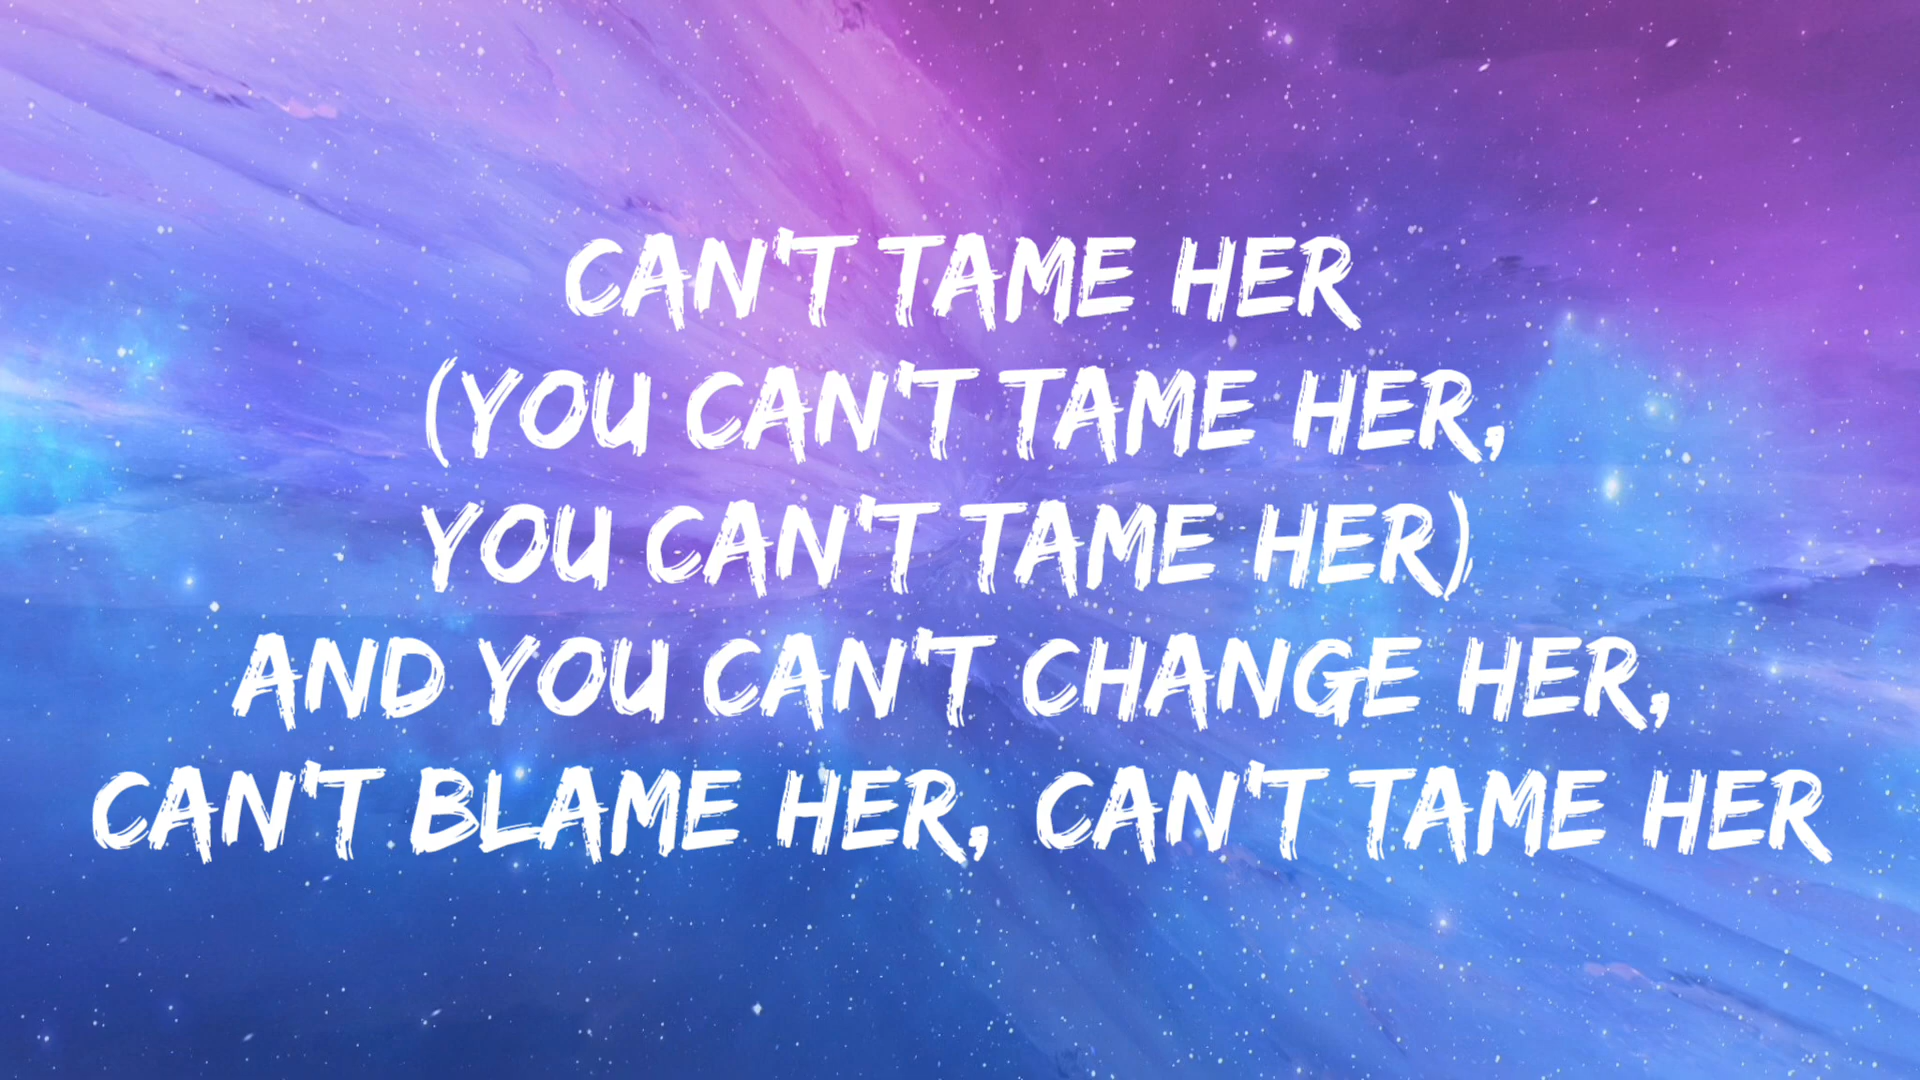 CAN'T TAME HER
(YOU CAN'T TAME HER,
YOU CAN'T TAME HER)
AND YOU CAN'T CHANGE HER,
CAN'T BLAME HER, CAN'T TAME HER